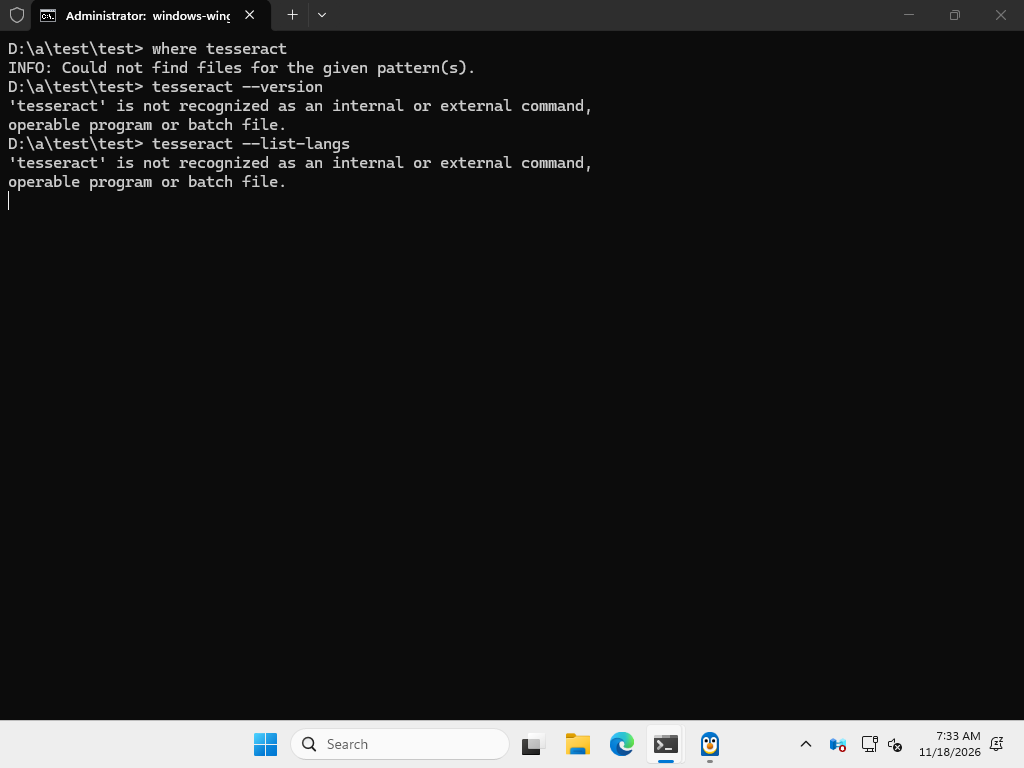 Administrator: windows-wing
D:\a\test\test> where tesseract
INFO: Could not find files for the given pattern(s).
D:\a\test\test> tesseract --version
'tesseract' is not recognized as an internal or external command,
operable program or batch file.
D:\a\test\test> tesseract --list-langs
'tesseract' is not recognized as an internal or external command,
operable program or batch file.
Search
7:33 AM
11/18/2026